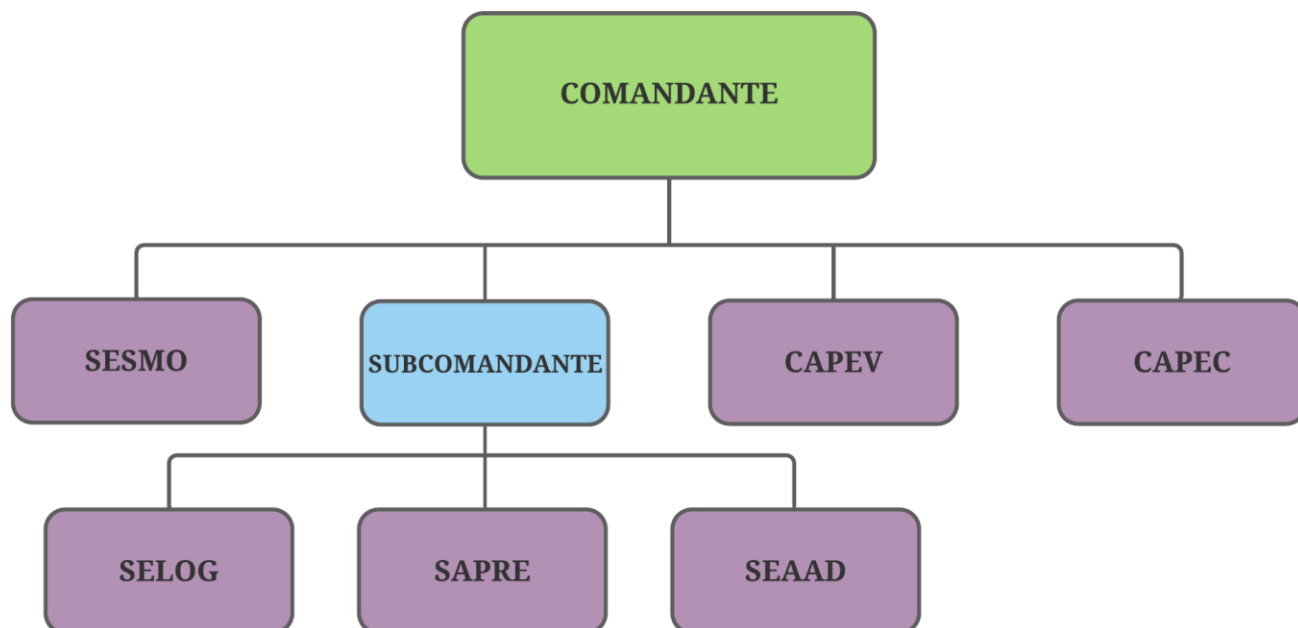 COMANDANTE
SESMO
SUBCOMANDANTE
CAPEV
CAPEC
SELOG
SAPRE
SEAAD